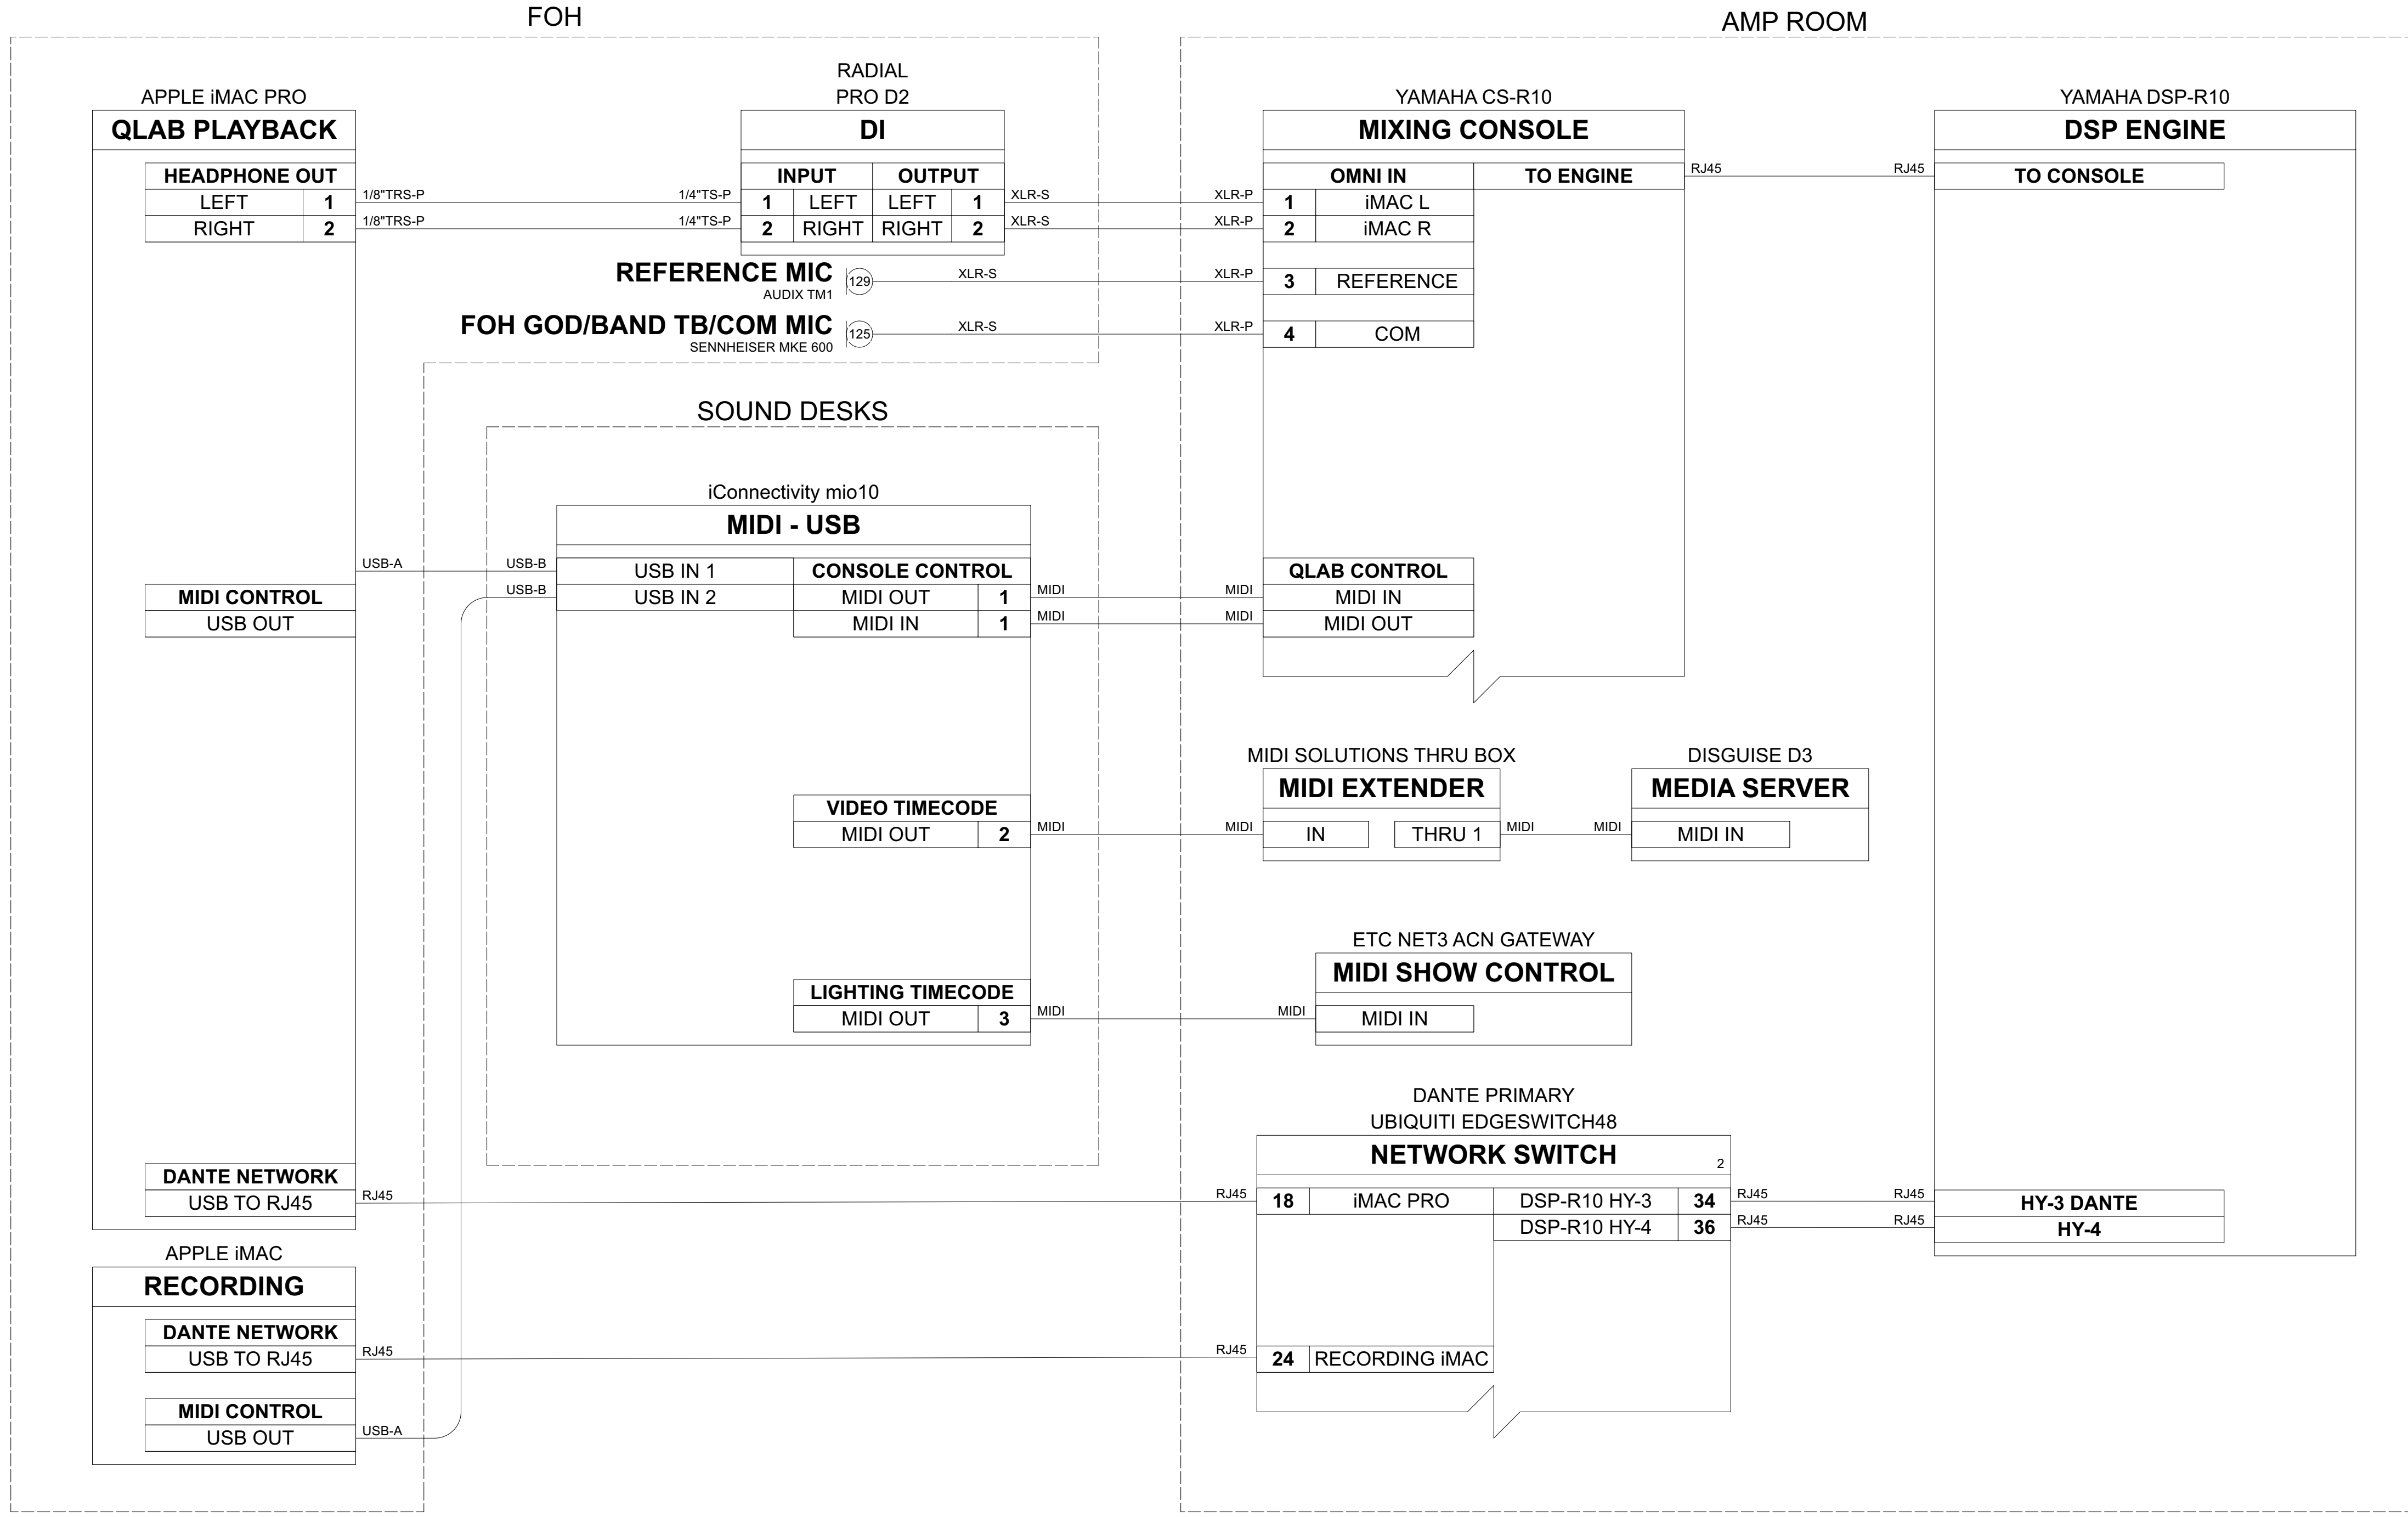 FOH
AMP ROOM
APPLE iMAC PRO
QLAB PLAYBACK
HEADPHONE OUT
LEFT 1
RIGHT 2
1/8"TRS-P
1/8"TRS-P
1/4"TS-P
1/4"TS-P
RADIAL
PRO D2
DI
INPUT OUTPUT
1 LEFT LEFT 1
2 RIGHT RIGHT 2
XLR-S
XLR-S
XLR-P
XLR-P
REFERENCE MIC
AUDIX TM1
129
XLR-S
XLR-P
FOH GOD/BAND TB/COM MIC
SENNHEISER MKE 600
125
XLR-S
XLR-P
YAMAHA CS-R10
MIXING CONSOLE
OMNI IN TO ENGINE
1 iMAC L
2 iMAC R
3 REFERENCE
4 COM
RJ45
RJ45
YAMAHA DSP-R10
DSP ENGINE
TO CONSOLE
SOUND DESKS
iConnectivity mio10
MIDI - USB
USB-A
USB-B
USB-B
USB IN 1 CONSOLE CONTROL
USB IN 2 MIDI OUT 1
MIDI IN 1
MIDI
MIDI
MIDI
MIDI
QLAB CONTROL
MIDI IN
MIDI OUT
MIDI CONTROL
USB OUT
VIDEO TIMECODE
MIDI OUT 2
MIDI
MIDI
MIDI SOLUTIONS THRU BOX
MIDI EXTENDER
IN THRU 1
MIDI
MIDI
DISGUISE D3
MEDIA SERVER
MIDI IN
LIGHTING TIMECODE
MIDI OUT 3
MIDI
MIDI
ETC NET3 ACN GATEWAY
MIDI SHOW CONTROL
MIDI IN
DANTE PRIMARY
UBIQUITI EDGESWITCH48
NETWORK SWITCH 2
18 iMAC PRO DSP-R10 HY-3 34
DSP-R10 HY-4 36
24 RECORDING iMAC
RJ45
RJ45
RJ45
RJ45
HY-3 DANTE
HY-4
DANTE NETWORK
USB TO RJ45
RJ45
RJ45
APPLE iMAC
RECORDING
DANTE NETWORK
USB TO RJ45
RJ45
RJ45
MIDI CONTROL
USB OUT
USB-A